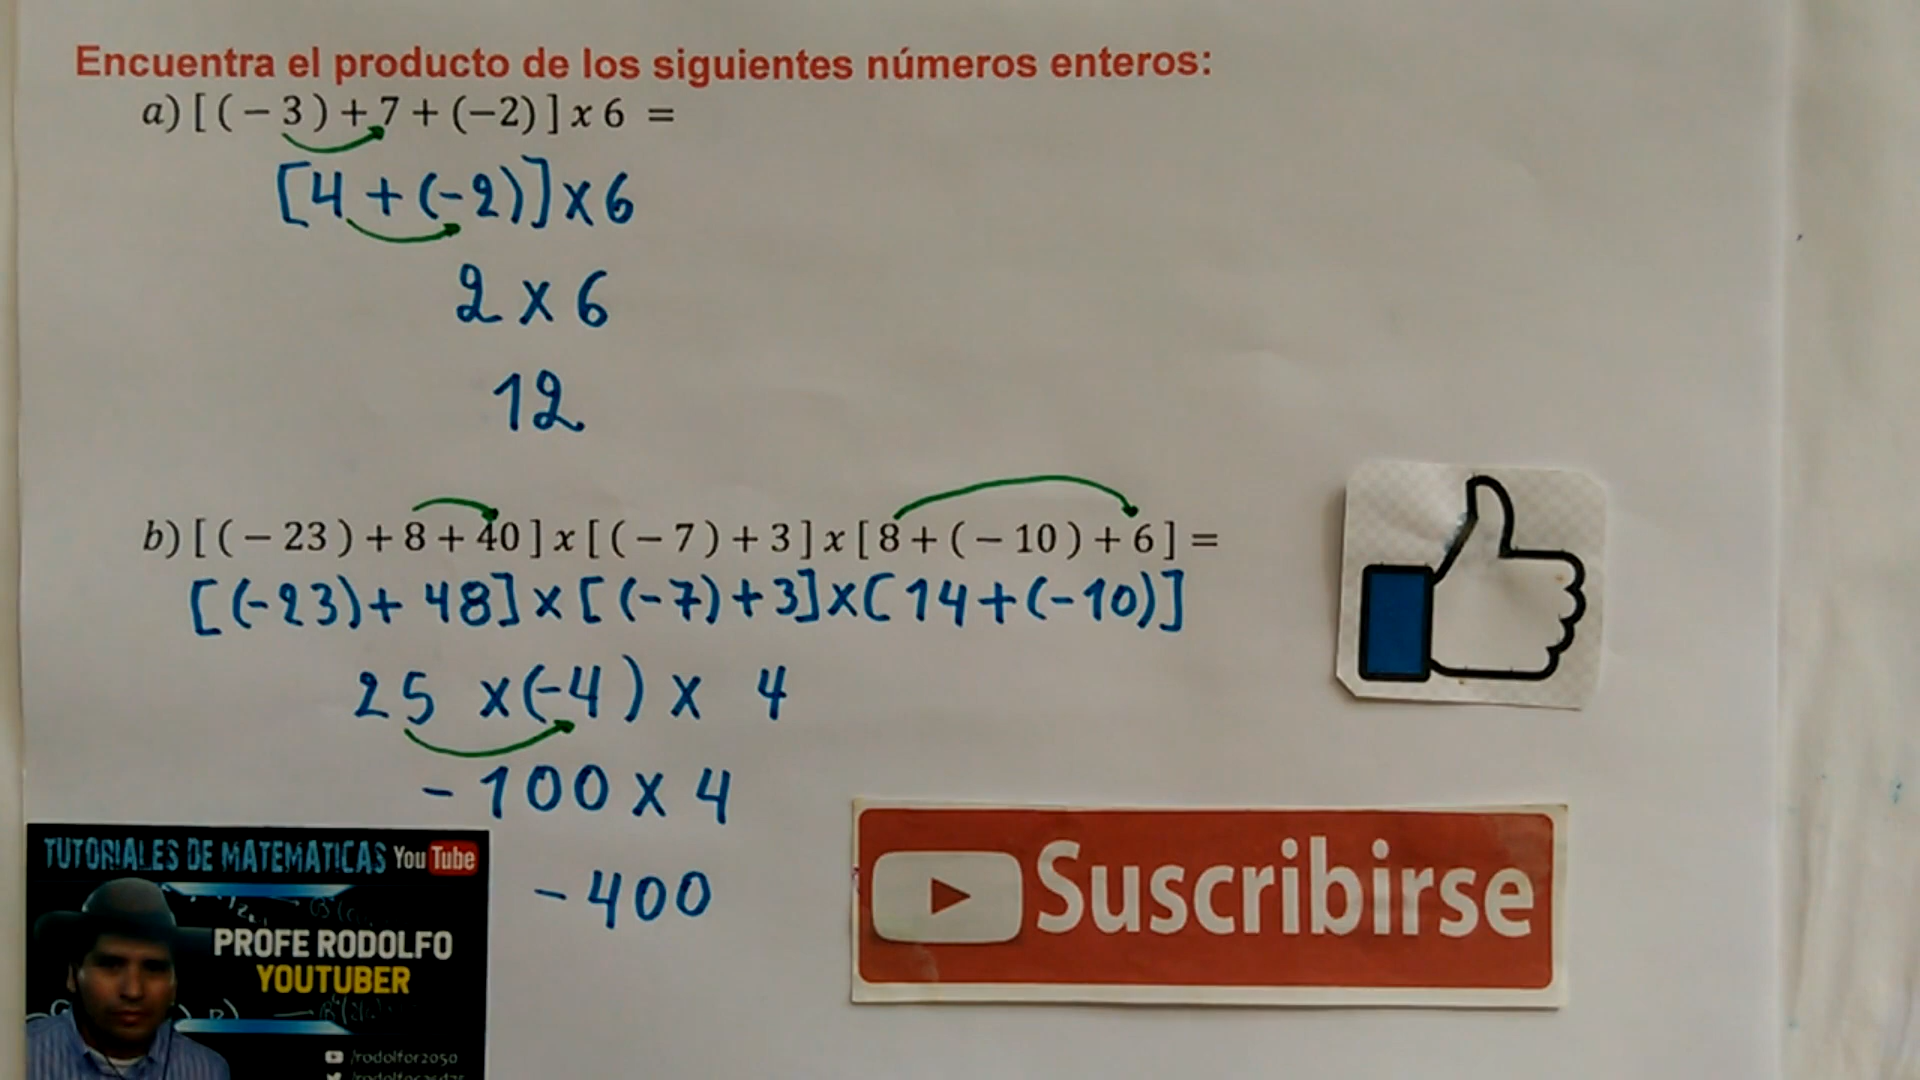 Encuentra el producto de los siguientes números enteros:
a) [ ( − 3 ) + 7 + (−2) ] x 6 =
[4 + (-2)] x 6
2 x 6
12
b) [ ( − 23 ) + 8 + 40 ] x [ ( − 7 ) + 3 ] x [ 8 + ( − 10 ) + 6 ] =
[(-23) + 48] x [(-7) + 3] x [14 + (-10)]
25 x (-4) x 4
- 100 x 4
- 400
TUTORIALES DE MATEMATICAS YouTube
PROFE RODOLFO
YOUTUBER
/rodolfor2050
Suscribirse